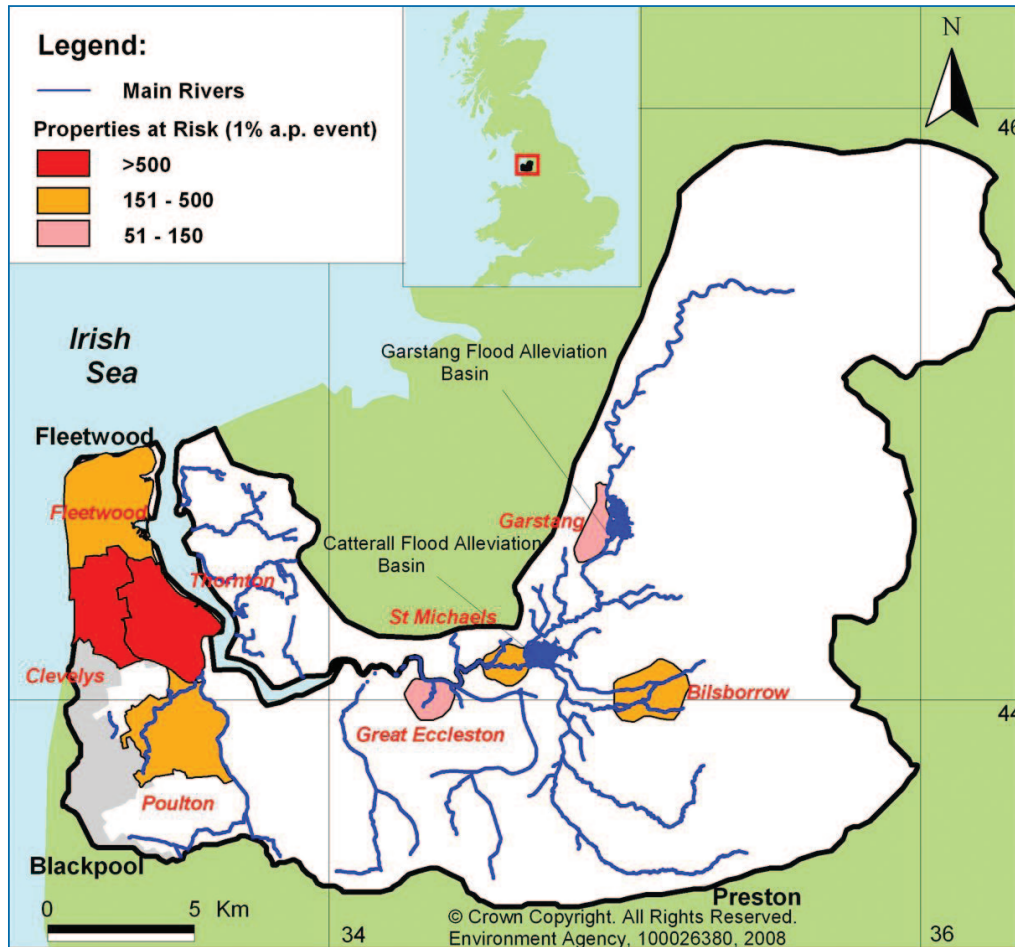 Legend:
Main Rivers
Properties at Risk (1% a.p. event)
>500
151 - 500
51 - 150
N
46
Irish
Sea
Garstang Flood Alleviation
Basin
Fleetwood
Fleetwood
Garstang
Catterall Flood Alleviation
Basin
Thornton
St Michaels
Clevelys
Bilsborrow
44
Great Eccleston
Poulton
Blackpool
Preston
0 5 Km
34
© Crown Copyright. All Rights Reserved.
Environment Agency, 100026380, 2008
36